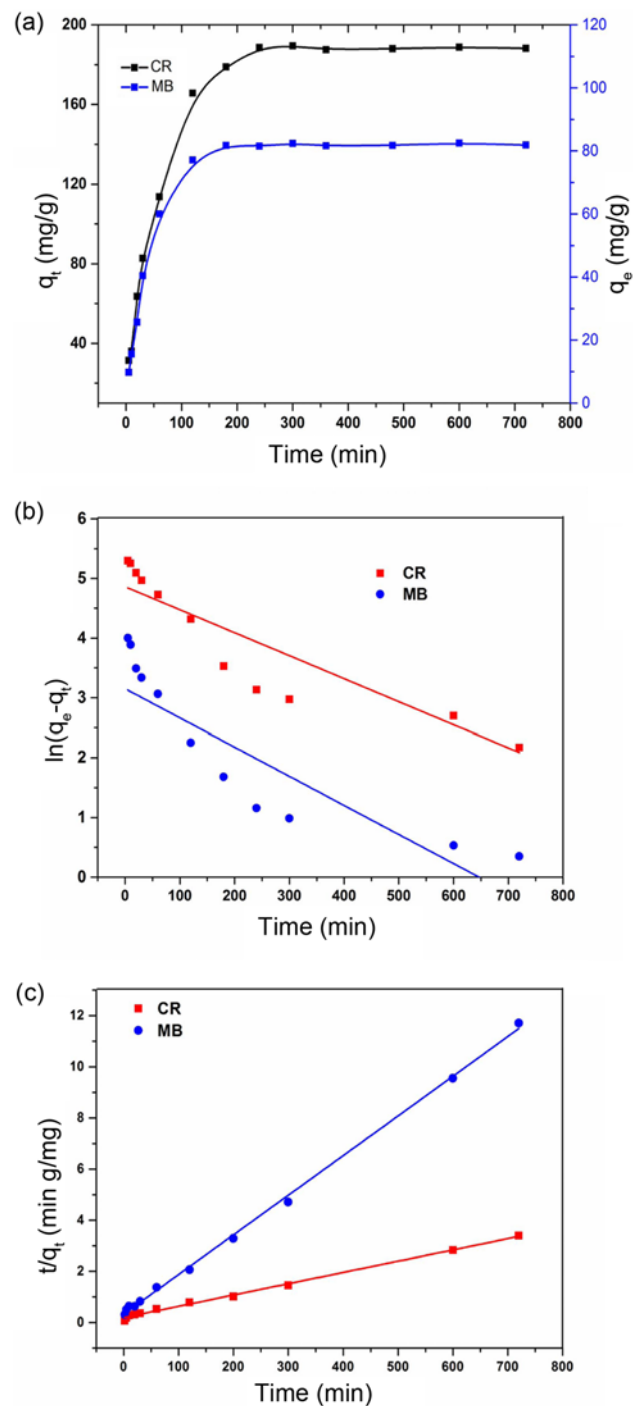 (a)
200
160
120
80
40
q_t (mg/g)
CR
MB
120
100
80
60
40
20
0
q_e (mg/g)
0 100 200 300 400 500 600 700 800
Time (min)
(b)
6
5
4
3
2
1
0
ln(q_e-q_t)
CR
MB
0 100 200 300 400 500 600 700 800
Time (min)
(c)
12
10
8
6
4
2
0
t/q_t (min g/mg)
CR
MB
0 100 200 300 400 500 600 700 800
Time (min)